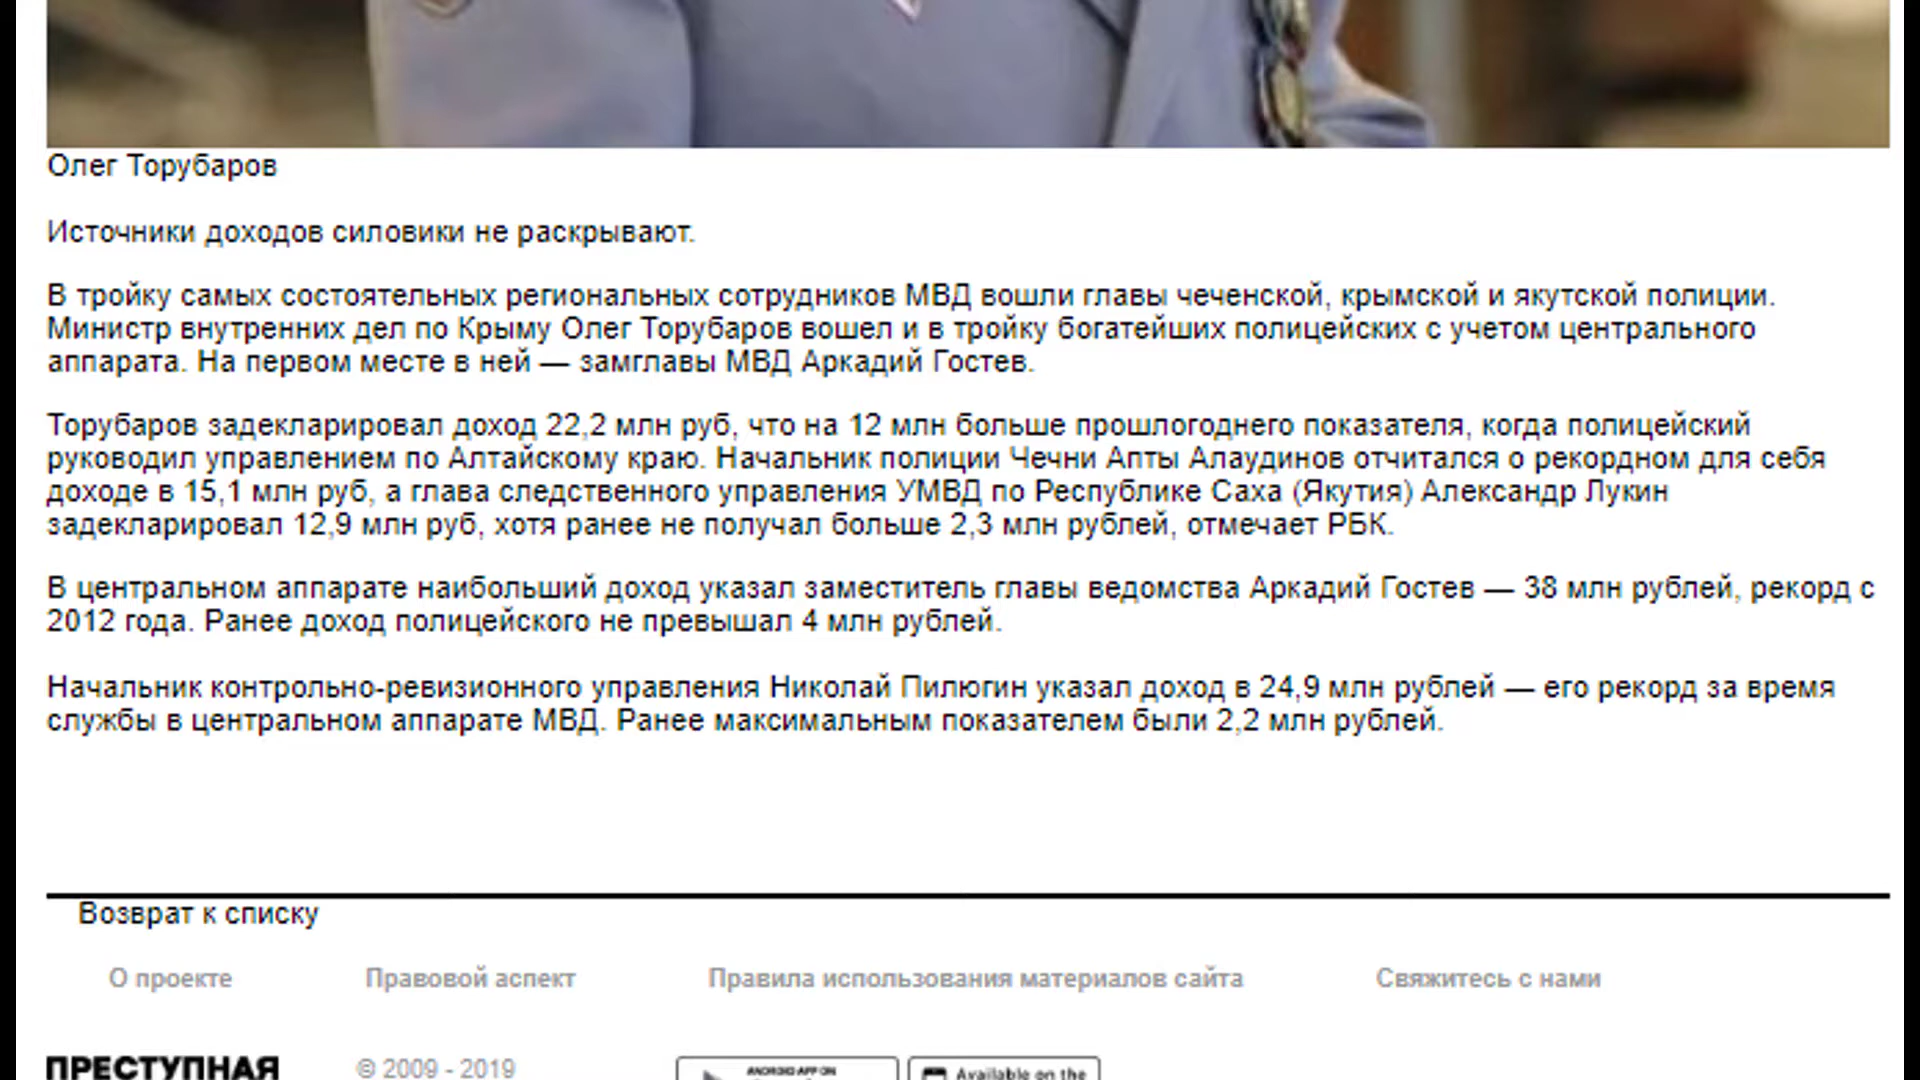 Олег Торубаров
Источники доходов силовики не раскрывают.
В тройку самых состоятельных региональных сотрудников МВД вошли главы чеченской, крымской и якутской полиции.
Министр внутренних дел по Крыму Олег Торубаров вошел и в тройку богатейших полицейских с учетом центрального
аппарата. На первом месте в ней — замглавы МВД Аркадий Гостев.
Торубаров задекларировал доход 22,2 млн руб, что на 12 млн больше прошлогоднего показателя, когда полицейский
руководил управлением по Алтайскому краю. Начальник полиции Чечни Апты Алаудинов отчитался о рекордном для себя
доходе в 15,1 млн руб, а глава следственного управления УМВД по Республике Саха (Якутия) Александр Лукин
задекларировал 12,9 млн руб, хотя ранее не получал больше 2,3 млн рублей, отмечает РБК.
В центральном аппарате наибольший доход указал заместитель главы ведомства Аркадий Гостев — 38 млн рублей, рекорд с
2012 года. Ранее доход полицейского не превышал 4 млн рублей.
Начальник контрольно-ревизионного управления Николай Пилюгин указал доход в 24,9 млн рублей — его рекорд за время
службы в центральном аппарате МВД. Ранее максимальным показателем были 2,2 млн рублей.
Возврат к списку
О проекте Правовой аспект Правила использования материалов сайта Свяжитесь с нами
ПРЕСТУПНАЯ © 2009 - 2019 ANDROID APP ON Available on the